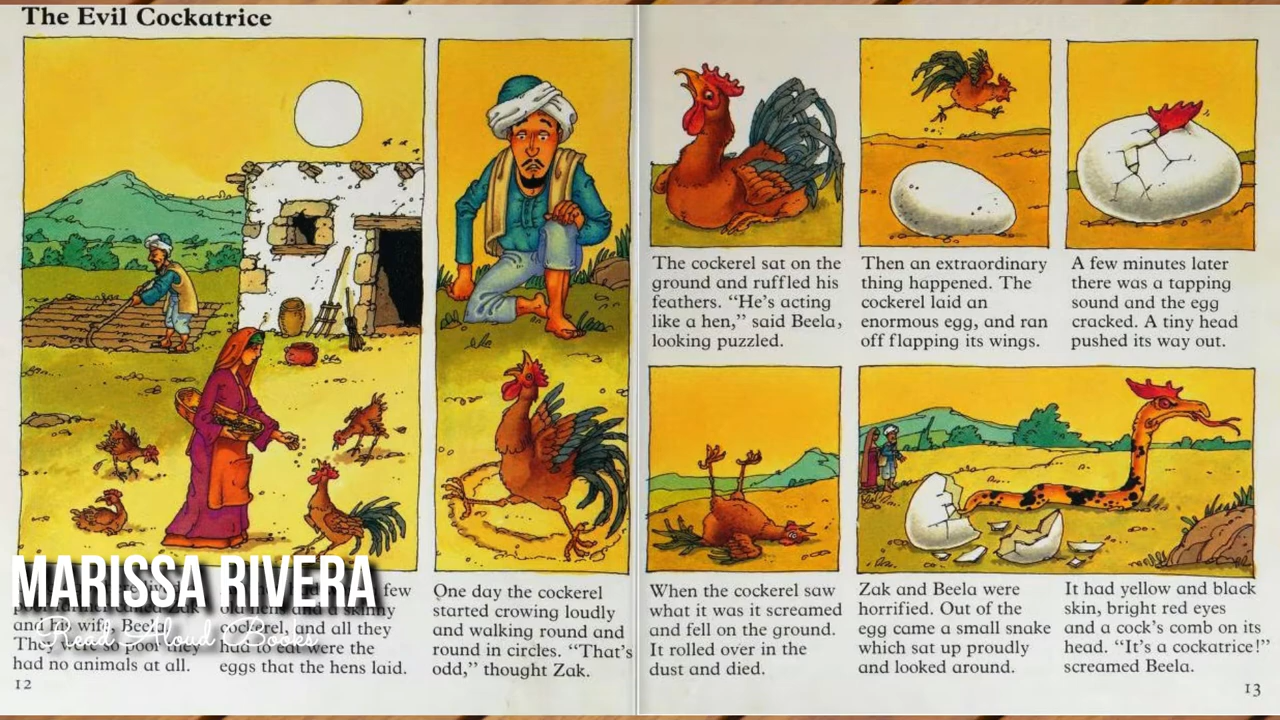 The Evil Cockatrice
few
old hens and a skinny
and his wife, Beela.
cockerel, and all they
They were so poor they
had to eat were the
had no animals at all.
eggs that the hens laid.
12
MARISSA RIVERA
Read Aloud Books
One day the cockerel
started crowing loudly
and walking round and
round in circles. “That's
odd,” thought Zak.
The cockerel sat on the
ground and ruffled his
feathers. “He's acting
like a hen,” said Beela,
looking puzzled.
Then an extraordinary
thing happened. The
cockerel laid an
enormous egg, and ran
off flapping its wings.
A few minutes later
there was a tapping
sound and the egg
cracked. A tiny head
pushed its way out.
When the cockerel saw
what it was it screamed
and fell on the ground.
It rolled over in the
dust and died.
Zak and Beela were
horrified. Out of the
egg came a small snake
which sat up proudly
and looked around.
It had yellow and black
skin, bright red eyes
and a cock's comb on its
head. “It's a cockatrice!”
screamed Beela.
13